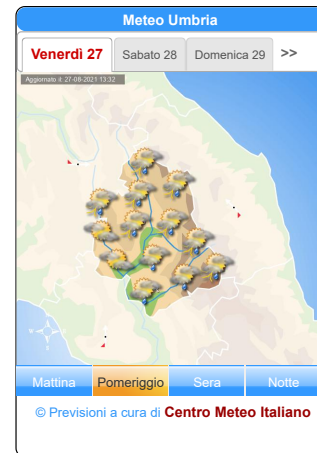 Meteo Umbria
Venerdì 27 Sabato 28 Domenica 29 >>
Aggiornato il: 27-08-2021 13:32
Mattina Pomeriggio Sera Notte
© Previsioni a cura di Centro Meteo Italiano